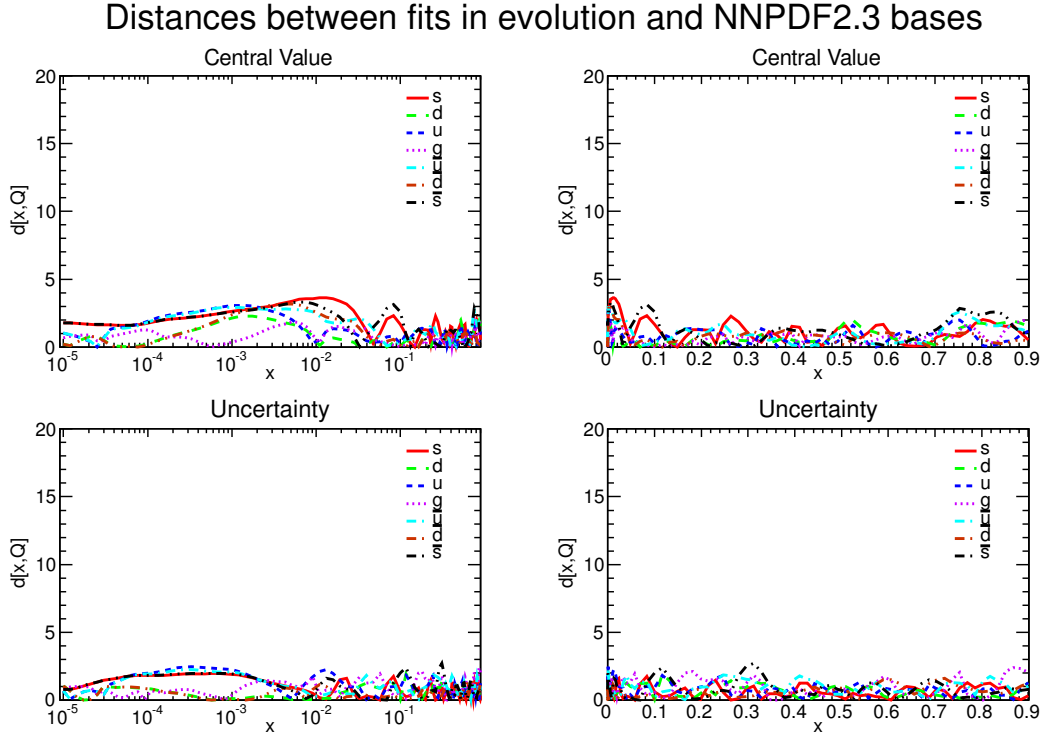 Distances between fits in evolution and NNPDF2.3 bases
Central Value
d[x,Q]
20
15
10
5
0
s
d
u
g
u̅
d̅
s̅
10⁻⁵ 10⁻⁴ 10⁻³ 10⁻² 10⁻¹
x
Central Value
d[x,Q]
20
15
10
5
0
s
d
u
g
u̅
d̅
s̅
0 0.1 0.2 0.3 0.4 0.5 0.6 0.7 0.8 0.9
x
Uncertainty
d[x,Q]
20
15
10
5
0
s
d
u
g
u̅
d̅
s̅
10⁻⁵ 10⁻⁴ 10⁻³ 10⁻² 10⁻¹
x
Uncertainty
d[x,Q]
20
15
10
5
0
s
d
u
g
u̅
d̅
s̅
0 0.1 0.2 0.3 0.4 0.5 0.6 0.7 0.8 0.9
x